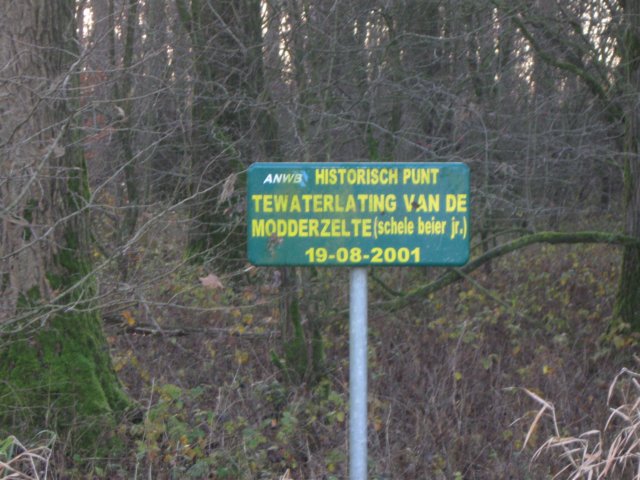 ANWB HISTORISCH PUNT
TEWATERLATING VAN DE
MODDERZELTE (schele beier jr.)
19-08-2001